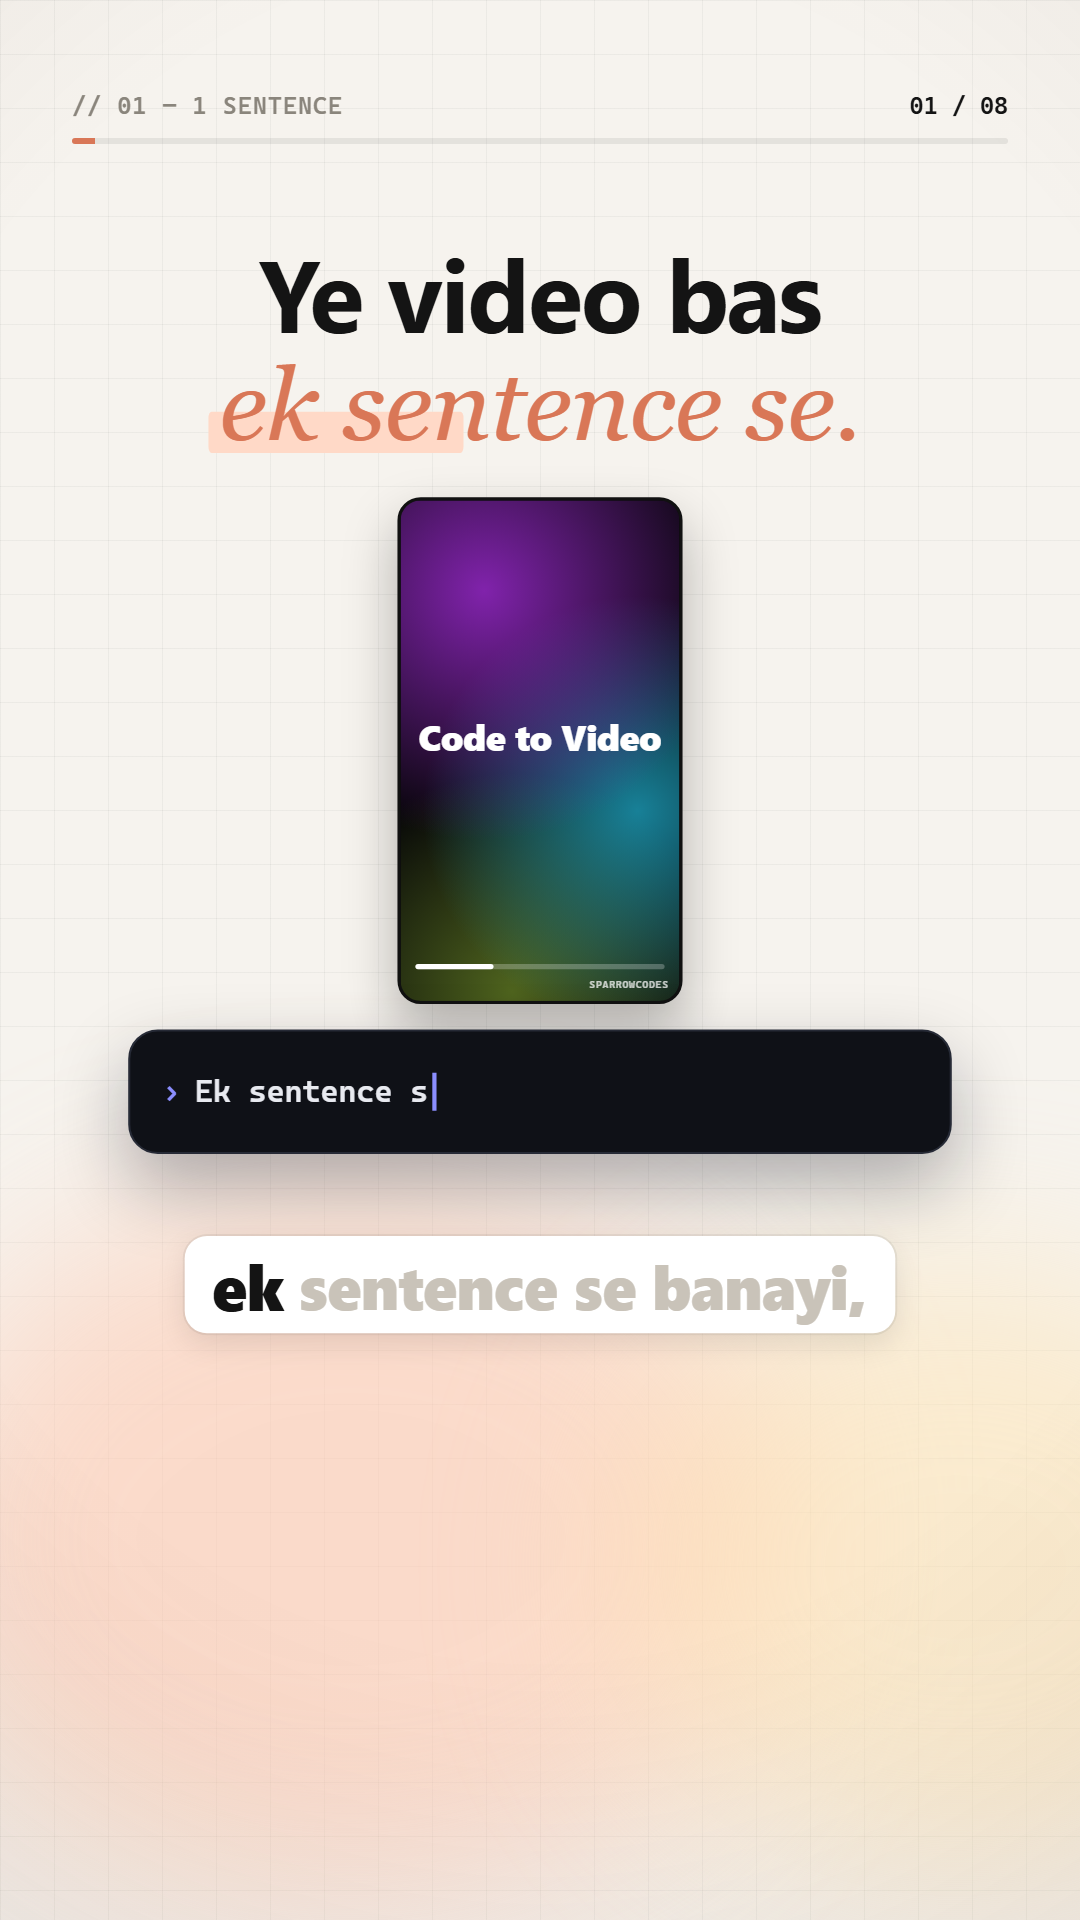 // 01 — 1 SENTENCE
01 / 08
Ye video bas
ek sentence se.
Code to Video
SPARROWCODES
› Ek sentence s
ek sentence se banayi,